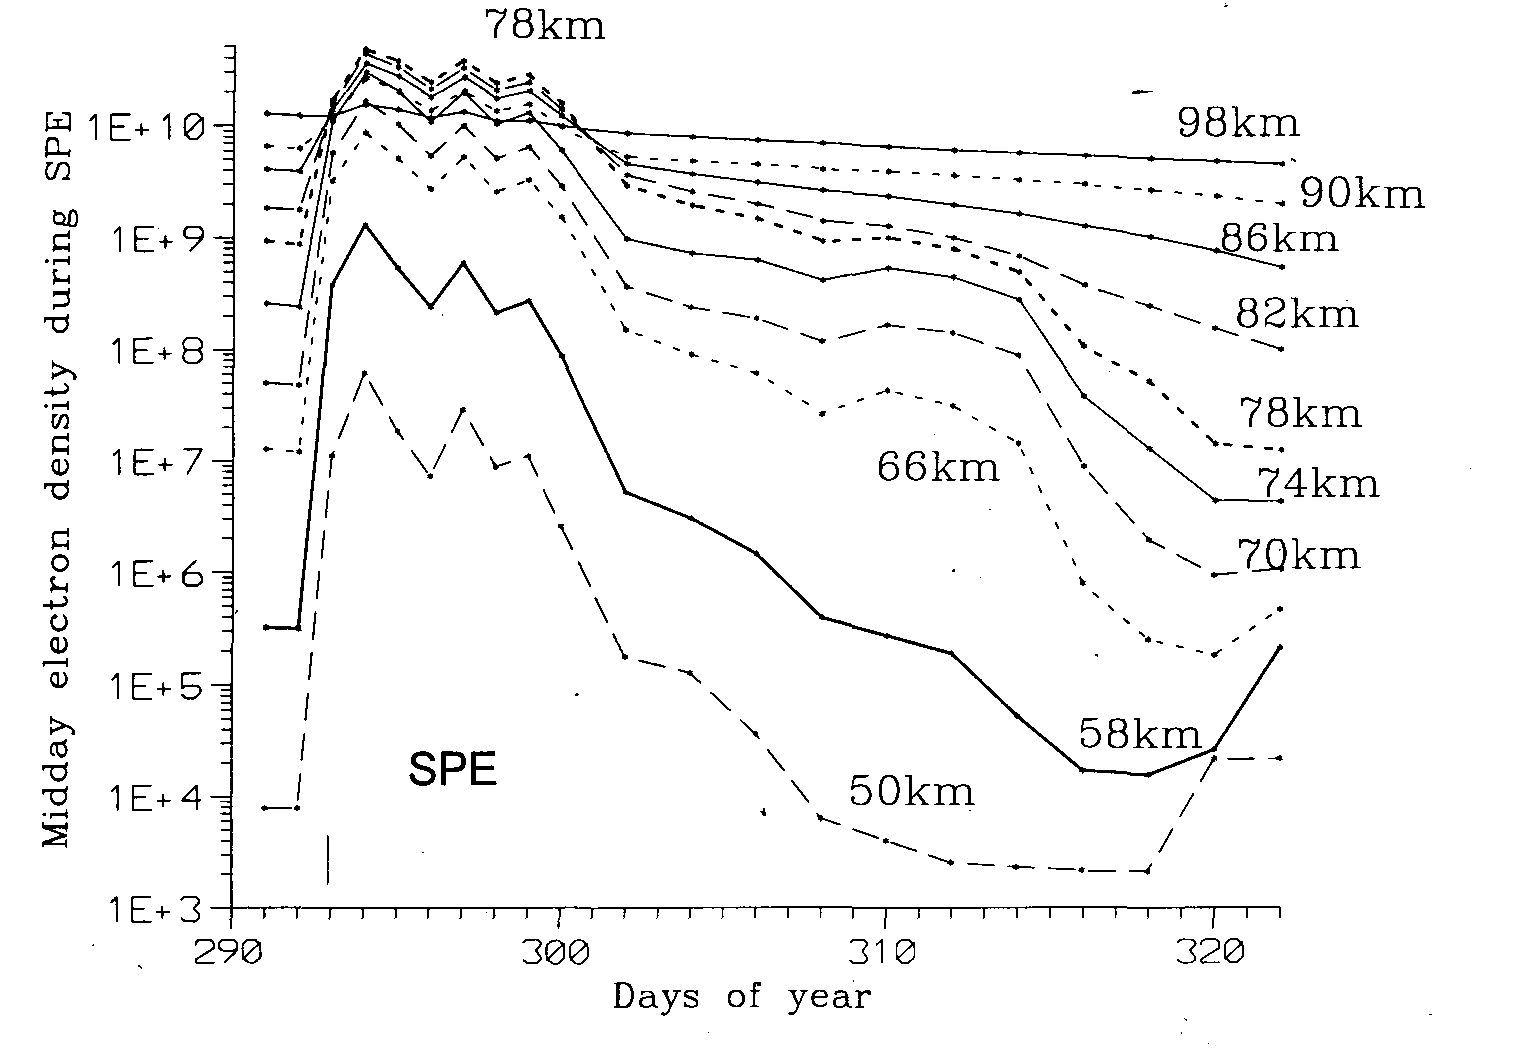 78km
Midday electron density during SPE
1E+10
1E+9
1E+8
1E+7
1E+6
1E+5
1E+4
1E+3
98km
90km
86km
82km
78km
66km
74km
70km
58km
50km
SPE
290
300
310
320
Days of year